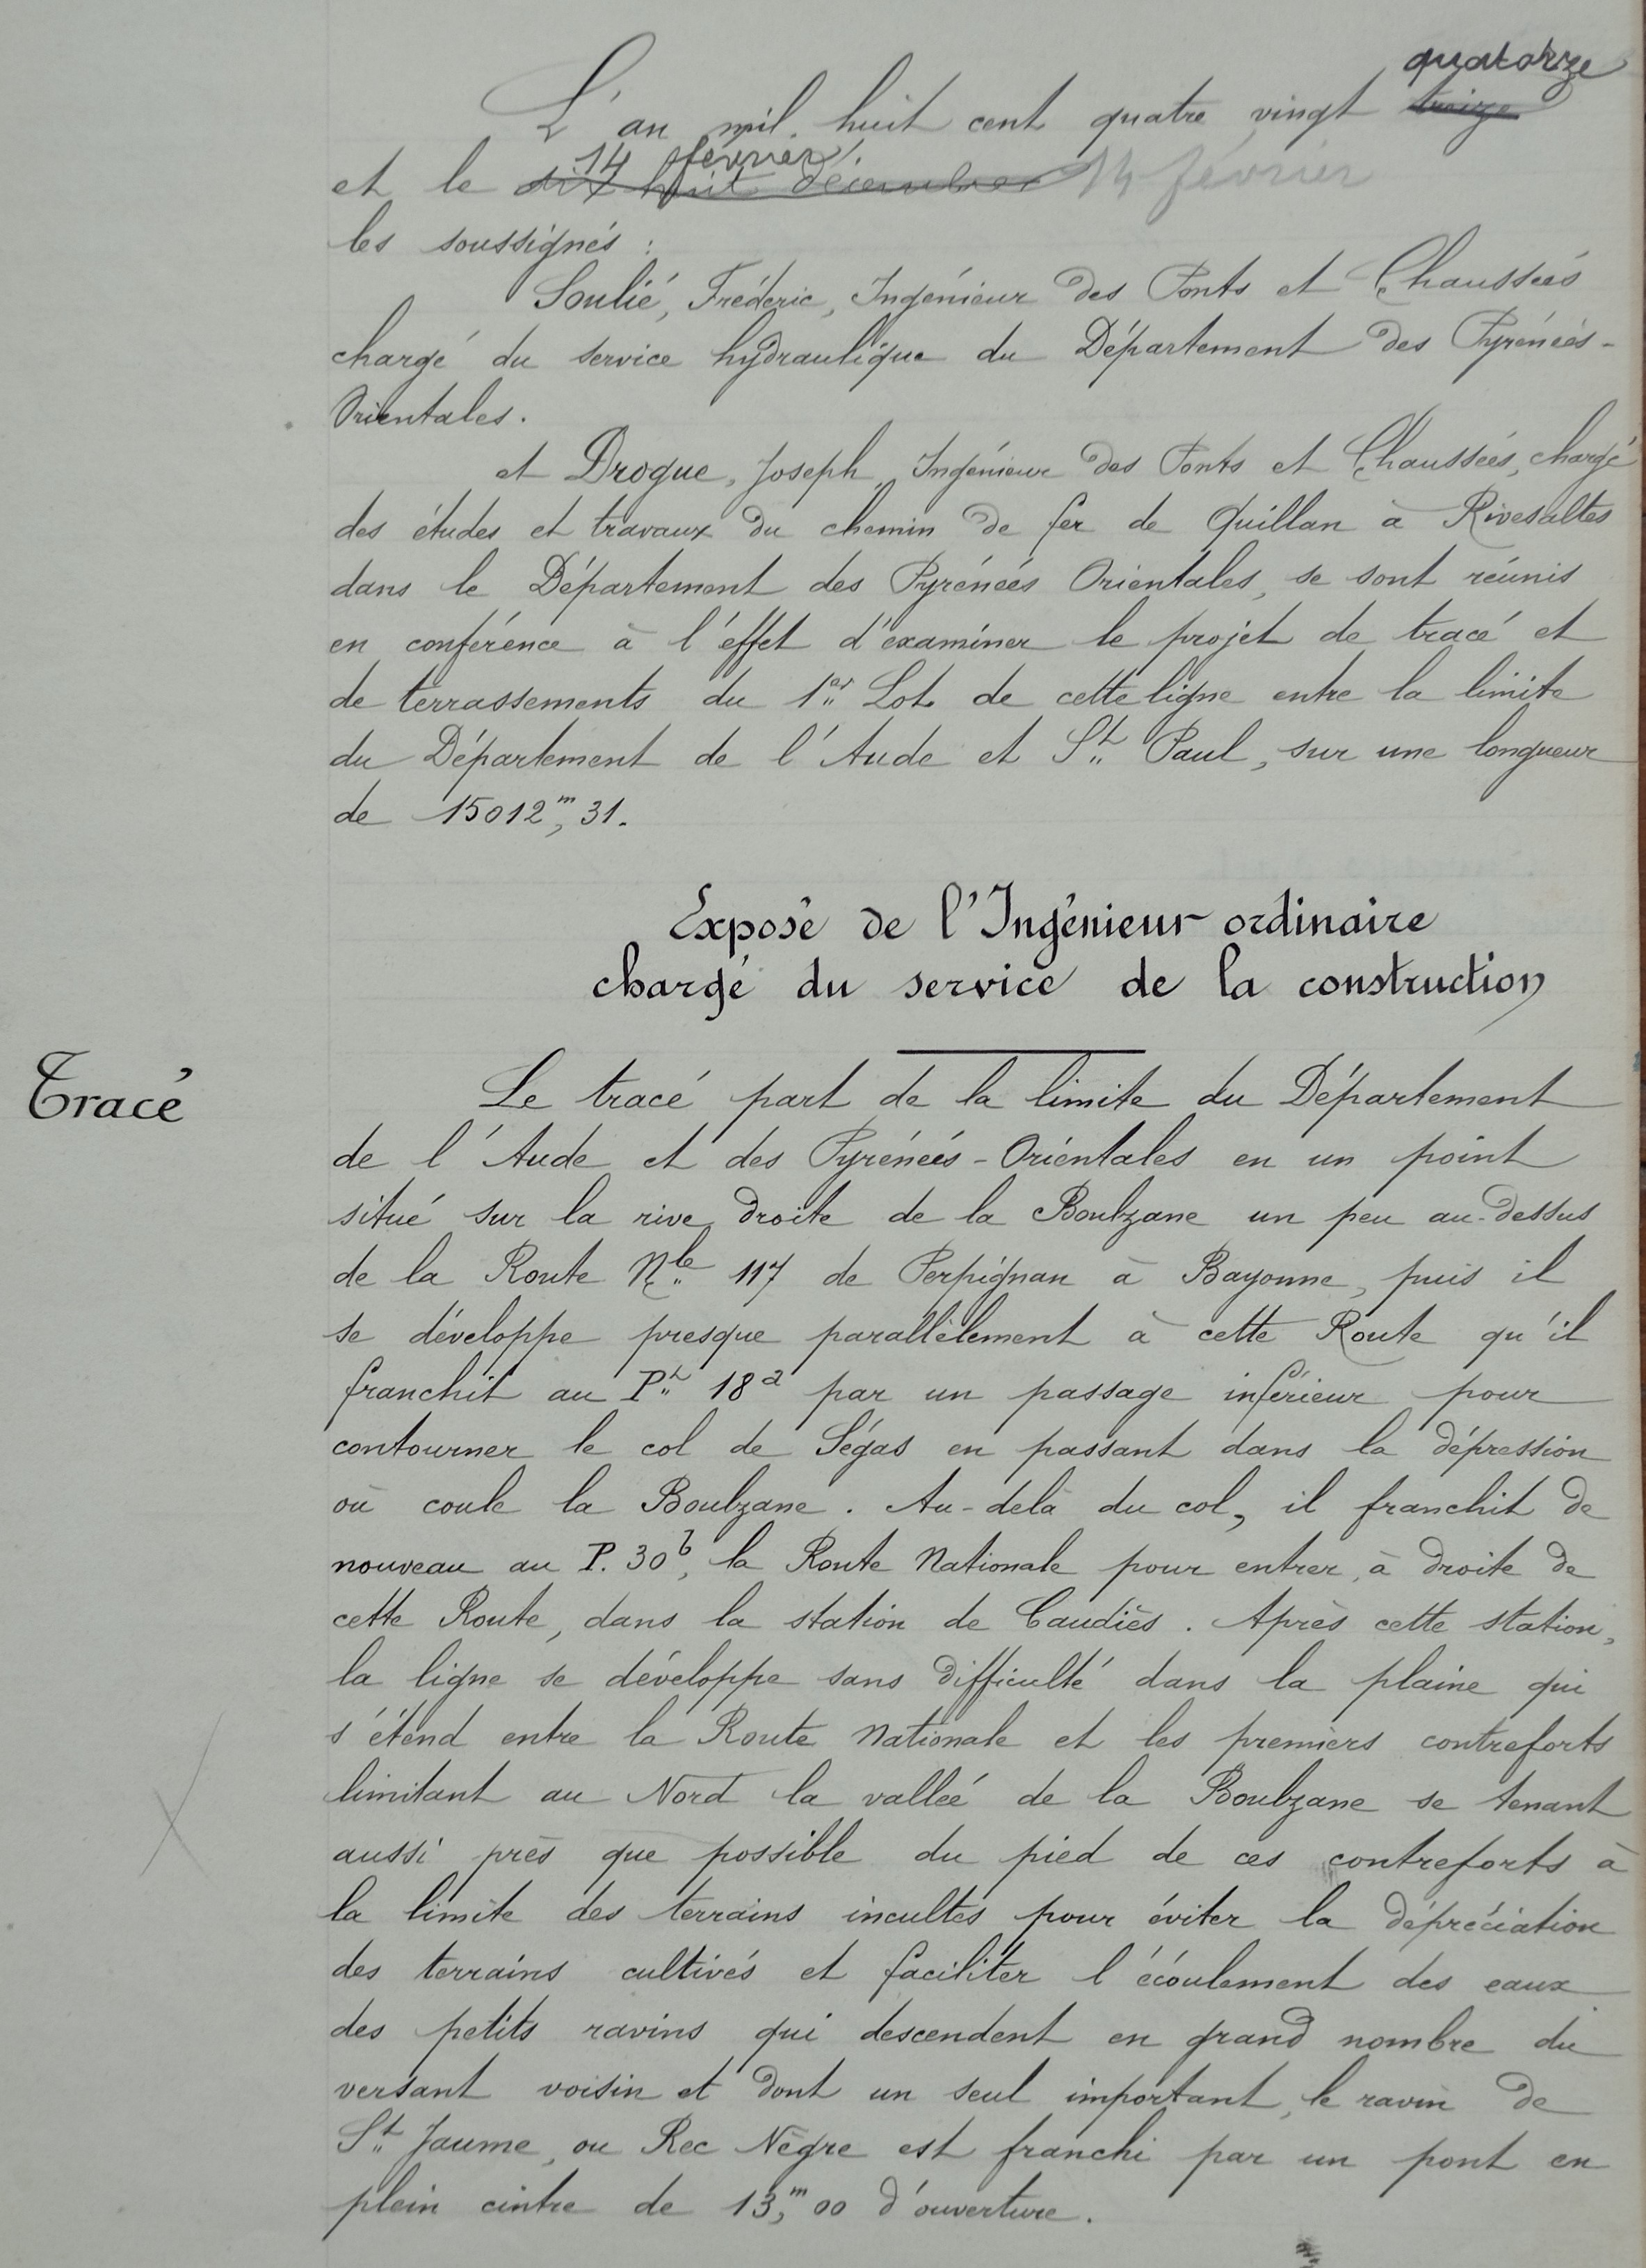 L'an mil huit cent quatre vingt treize quatorze
et le dix huit décembre 14 février 14 février
les soussignés :
Soulié, Fréderic, Ingénieur des Ponts et Chaussées
chargé du service hydraulique du Département des Pyrénées-
Orientales.
et Drogue, Joseph, Ingénieur des Ponts et Chaussées, chargé
des études et travaux du chemin de fer de Quillan à Rivesaltes
dans le Département des Pyrénées Orientales, se sont réunis
en conférence à l'effet d'examiner le projet de tracé et
de terrassements du 1er Lot de cette ligne entre la limite
du Département de l'Aude et St Paul, sur une longueur
de 15012m,31.
Exposé de l'Ingénieur ordinaire
chargé du service de la construction
Tracé
Le tracé part de la limite du Département
de l'Aude et des Pyrénées-Orientales en un point
situé sur la rive droite de la Boulzane un peu au-dessus
de la Route Nle 117 de Perpignan à Bayonne, puis il
se développe presque parallèlement à cette Route qu'il
franchit au Pt 18a par un passage inférieur pour
contourner le col de Ségas en passant dans la dépression
où coule la Boulzane. Au-delà du col, il franchit de
nouveau au P. 30b, la Route Nationale pour entrer, à droite de
cette Route, dans la station de Caudiès. Après cette station,
la ligne se développe sans difficulté dans la plaine qui
s'étend entre la Route Nationale et les premiers contreforts
limitant au Nord la vallée de la Boulzane se tenant
aussi près que possible du pied de ces contreforts à
la limite des terrains incultes pour éviter la dépréciation
des terrains cultivés et faciliter l'écoulement des eaux
des petits ravins qui descendent en grand nombre du
versant voisin et dont un seul important, le ravin de
St Jaume, ou Rec Nègre est franchi par un pont en
plein cintre de 13m,00 d'ouverture.